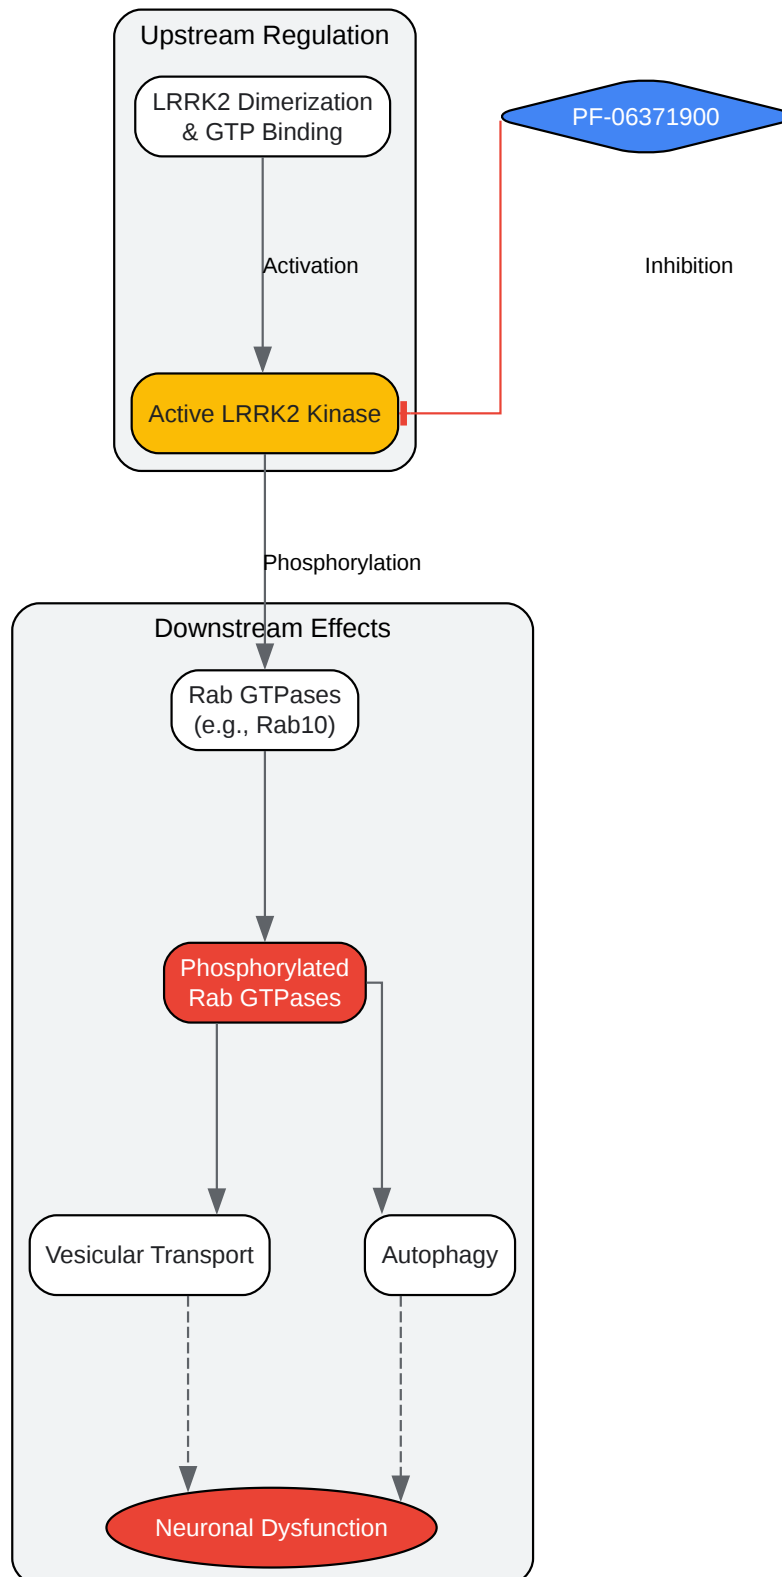 Upstream Regulation
LRRK2 Dimerization
& GTP Binding
PF-06371900
Activation
Inhibition
Active LRRK2 Kinase
Phosphorylation
Downstream Effects
Rab GTPases
(e.g., Rab10)
Phosphorylated
Rab GTPases
Vesicular Transport
Autophagy
Neuronal Dysfunction